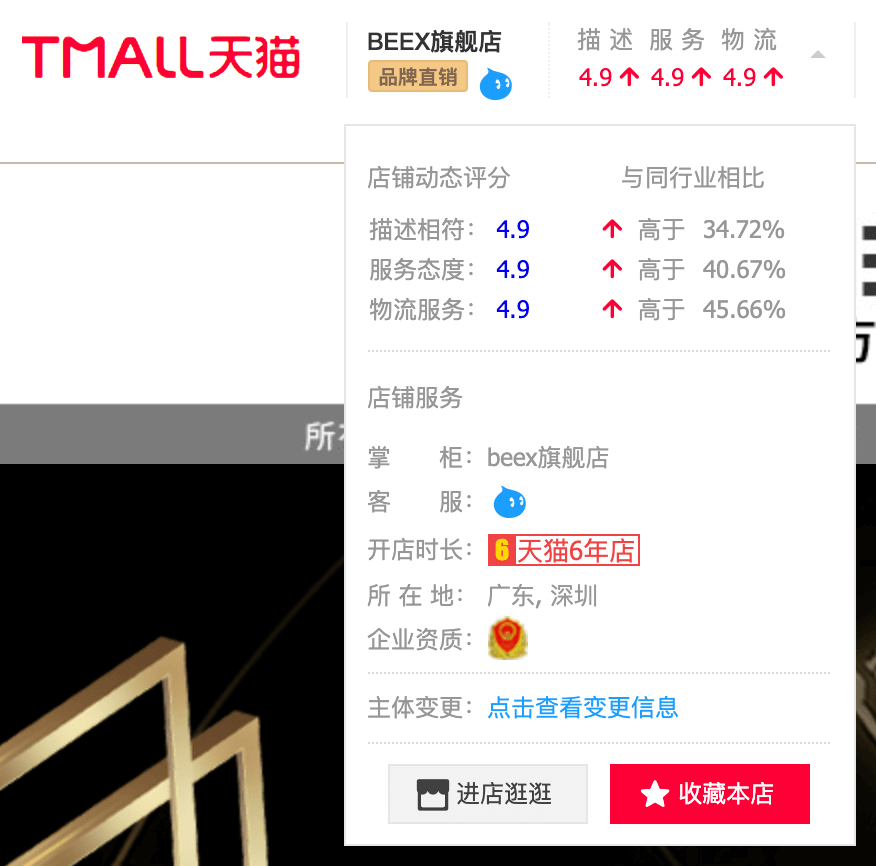 TMALL天猫
BEEX旗舰店
品牌直销
描 述 服 务 物 流
4.9 4.9 4.9
店铺动态评分 与同行业相比
描述相符： 4.9 高于 34.72%
服务态度： 4.9 高于 40.67%
物流服务： 4.9 高于 45.66%
店铺服务
所
掌 柜： beex旗舰店
客 服：
开店时长： 6 天猫6年店
所 在 地： 广东, 深圳
企业资质：
主体变更： 点击查看变更信息
进店逛逛 收藏本店